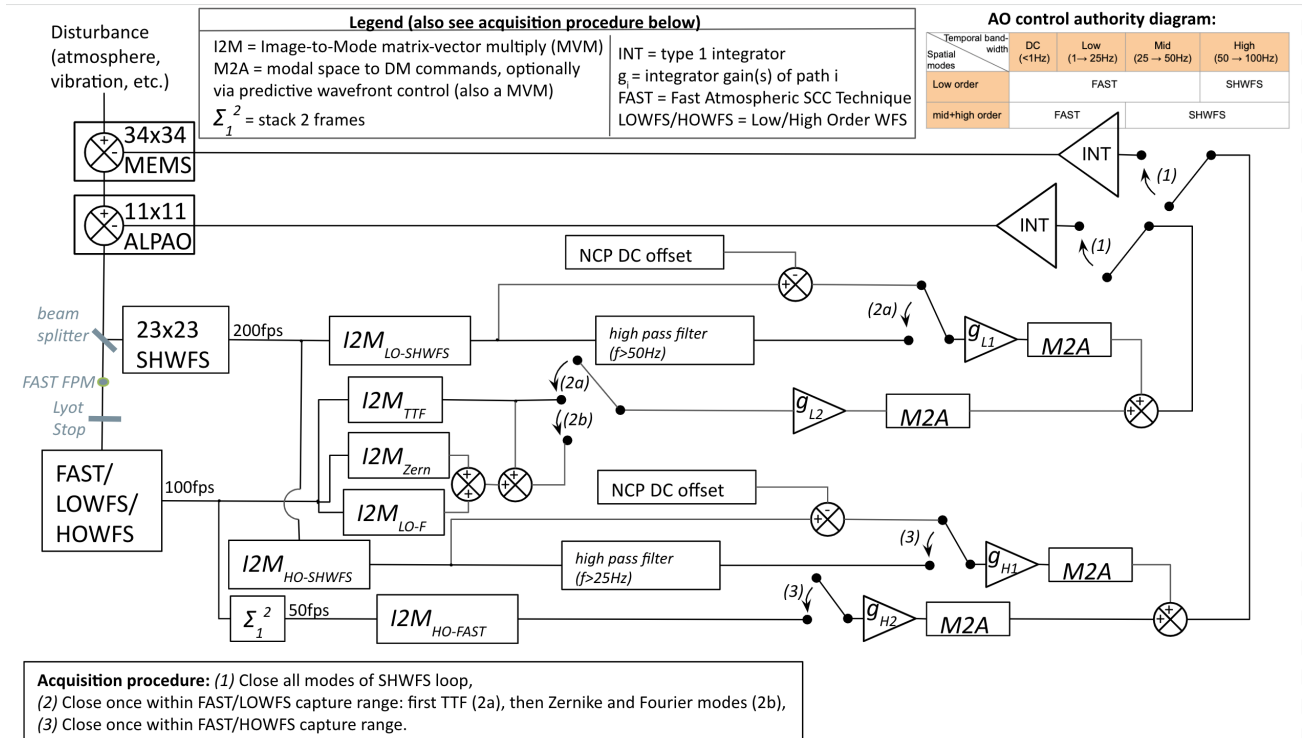 Disturbance
(atmosphere,
vibration, etc.)
Legend (also see acquisition procedure below)
I2M = Image-to-Mode matrix-vector multiply (MVM)
M2A = modal space to DM commands, optionally
via predictive wavefront control (also a MVM)
Σ₁² = stack 2 frames
INT = type 1 integrator
gᵢ = integrator gain(s) of path i
FAST = Fast Atmospheric SCC Technique
LOWFS/HOWFS = Low/High Order WFS
AO control authority diagram:
Temporal band-
width
Spatial
modes
DC
(<1Hz)
Low
(1→ 25Hz)
Mid
(25 → 50Hz)
High
(50 → 100Hz)
Low order
FAST
SHWFS
mid+high order
FAST
SHWFS
34x34
MEMS
+
-
INT
(1)
11x11
ALPAO
+
-
INT
(1)
NCP DC offset
+
-
beam
splitter
23x23
SHWFS
200fps
I2M LO-SHWFS
high pass filter
(f>50Hz)
(2a)
g L1
M2A
FAST FPM
Lyot
Stop
I2M TTF
(2a)
(2b)
g L2
M2A
+
+
I2M Zern
I2M LO-F
+
+
+
+
FAST/
LOWFS/
HOWFS
100fps
NCP DC offset
+
-
I2M HO-SHWFS
high pass filter
(f>25Hz)
(3)
g H1
M2A
Σ₁²
50fps
I2M HO-FAST
(3)
g H2
M2A
+
+
Acquisition procedure: (1) Close all modes of SHWFS loop,
(2) Close once within FAST/LOWFS capture range: first TTF (2a), then Zernike and Fourier modes (2b),
(3) Close once within FAST/HOWFS capture range.